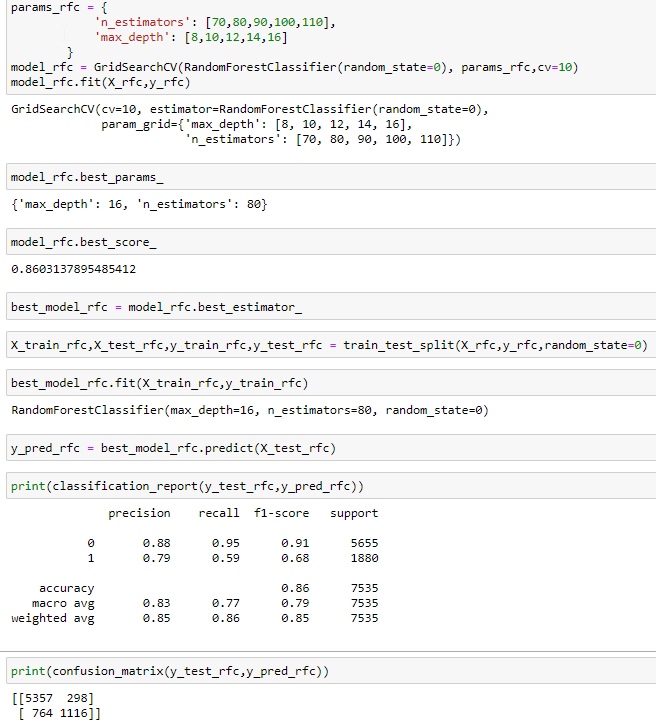 params_rfc = {
'n_estimators': [70,80,90,100,110],
'max_depth': [8,10,12,14,16]
}
model_rfc = GridSearchCV(RandomForestClassifier(random_state=0), params_rfc,cv=10)
model_rfc.fit(X_rfc,y_rfc)
GridSearchCV(cv=10, estimator=RandomForestClassifier(random_state=0),
param_grid={'max_depth': [8, 10, 12, 14, 16],
'n_estimators': [70, 80, 90, 100, 110]})
model_rfc.best_params_
{'max_depth': 16, 'n_estimators': 80}
model_rfc.best_score_
0.8603137895485412
best_model_rfc = model_rfc.best_estimator_
X_train_rfc,X_test_rfc,y_train_rfc,y_test_rfc = train_test_split(X_rfc,y_rfc,random_state=0)
best_model_rfc.fit(X_train_rfc,y_train_rfc)
RandomForestClassifier(max_depth=16, n_estimators=80, random_state=0)
y_pred_rfc = best_model_rfc.predict(X_test_rfc)
print(classification_report(y_test_rfc,y_pred_rfc))
precision recall f1-score support
0 0.88 0.95 0.91 5655
1 0.79 0.59 0.68 1880
accuracy 0.86 7535
macro avg 0.83 0.77 0.79 7535
weighted avg 0.85 0.86 0.85 7535
print(confusion_matrix(y_test_rfc,y_pred_rfc))
[[5357 298]
[ 764 1116]]